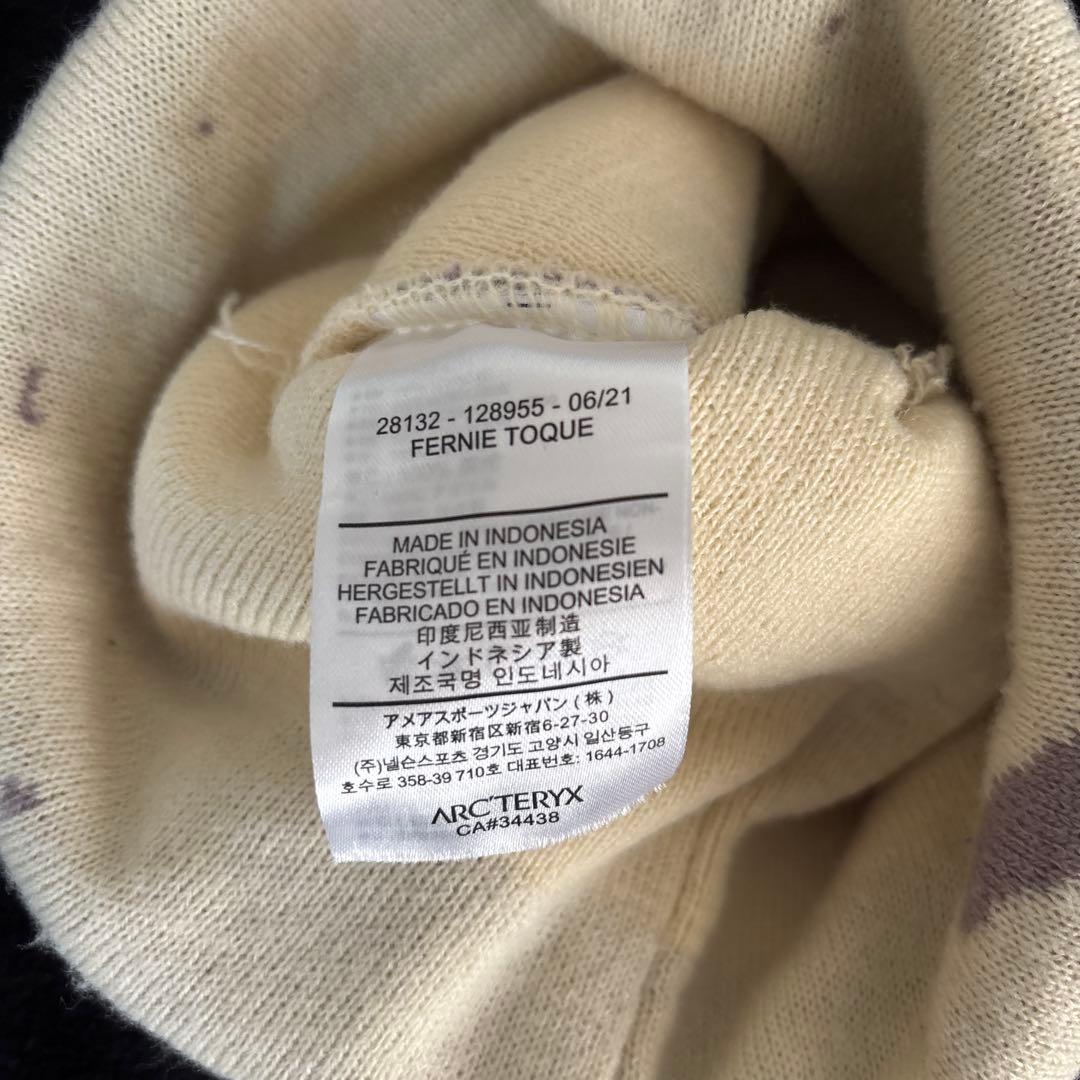 28132 - 128955 - 06/21
FERNIE TOQUE
MADE IN INDONESIA
FABRIQUÉ EN INDONESIE
HERGESTELLT IN INDONESIEN
FABRICADO EN INDONESIA
印度尼西亚制造
インドネシア製
제조국명 인도네시아
アメアスポーツジャパン(株)
東京都新宿区新宿6-27-30
(주)넬슨스포츠 경기도 고양시 일산동구
호수로 358-39 710호 대표번호: 1644-1708
ARC'TERYX
CA#34438